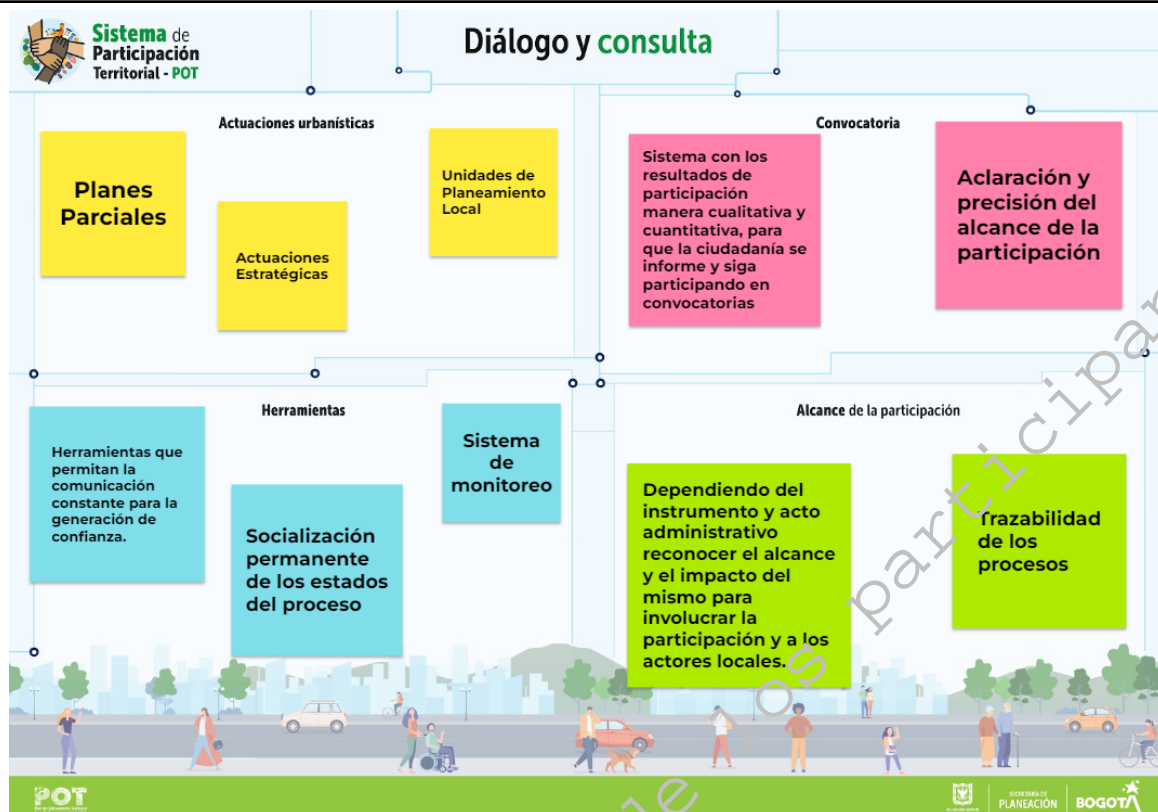 Sistema de
Participación
Territorial - POT
Diálogo y consulta
Actuaciones urbanísticas
Planes
Parciales
Actuaciones
Estratégicas
Unidades de
Planeamiento
Local
Convocatoria
Sistema con los
resultados de
participación
manera cualitativa y
cuantitativa, para
que la ciudadanía se
informe y siga
participando en
convocatorias
Aclaración y
precisión del
alcance de la
participación
Herramientas
Herramientas que
permitan la
comunicación
constante para la
generación de
confianza.
Socialización
permanente
de los estados
del proceso
Sistema
de
monitoreo
Alcance de la participación
Dependiendo del
instrumento y acto
administrativo
reconocer el alcance
y el impacto del
mismo para
involucrar la
participación y a los
actores locales.
Trazabilidad
de los
procesos
POT
SECRETARÍA DE
PLANEACIÓN
BOGOTÁ